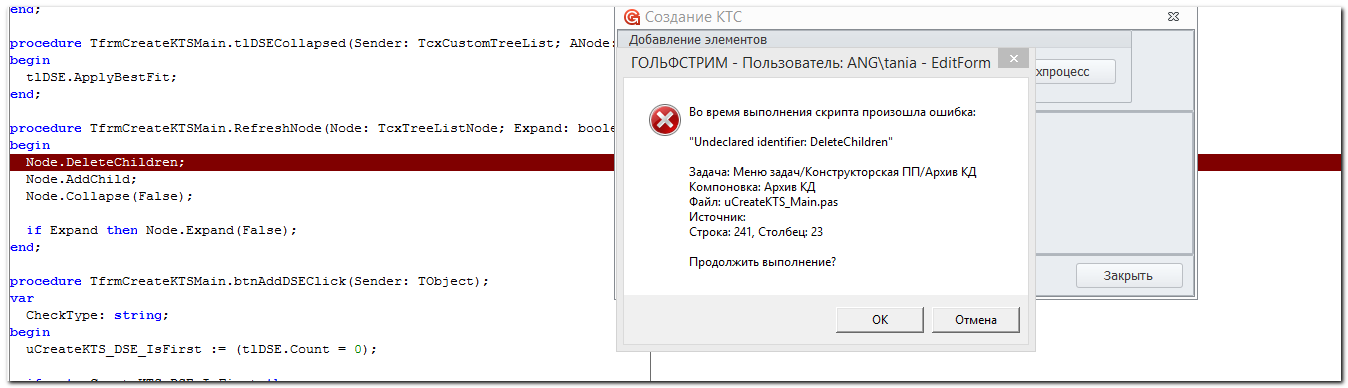 end;
procedure TfrmCreateKTSMain.tlDSECollapsed(Sender: TcxCustomTreeList; ANode:
begin
tlDSE.ApplyBestFit;
end;
procedure TfrmCreateKTSMain.RefreshNode(Node: TcxTreeListNode; Expand: boole
begin
Node.DeleteChildren;
Node.AddChild;
Node.Collapse(False);
if Expand then Node.Expand(False);
end;
procedure TfrmCreateKTSMain.btnAddDSEClick(Sender: TObject);
var
CheckType: string;
begin
uCreateKTS_DSE_IsFirst := (tlDSE.Count = 0);
Создание КТС
Добавление элементов
хпроцесс
Закрыть
ГОЛЬФСТРИМ - Пользователь: ANG\tania - EditForm
Во время выполнения скрипта произошла ошибка:
"Undeclared identifier: DeleteChildren"
Задача: Меню задач/Конструкторская ПП/Архив КД
Компоновка: Архив КД
Файл: uCreateKTS_Main.pas
Источник:
Строка: 241, Столбец: 23
Продолжить выполнение?
OK
Отмена